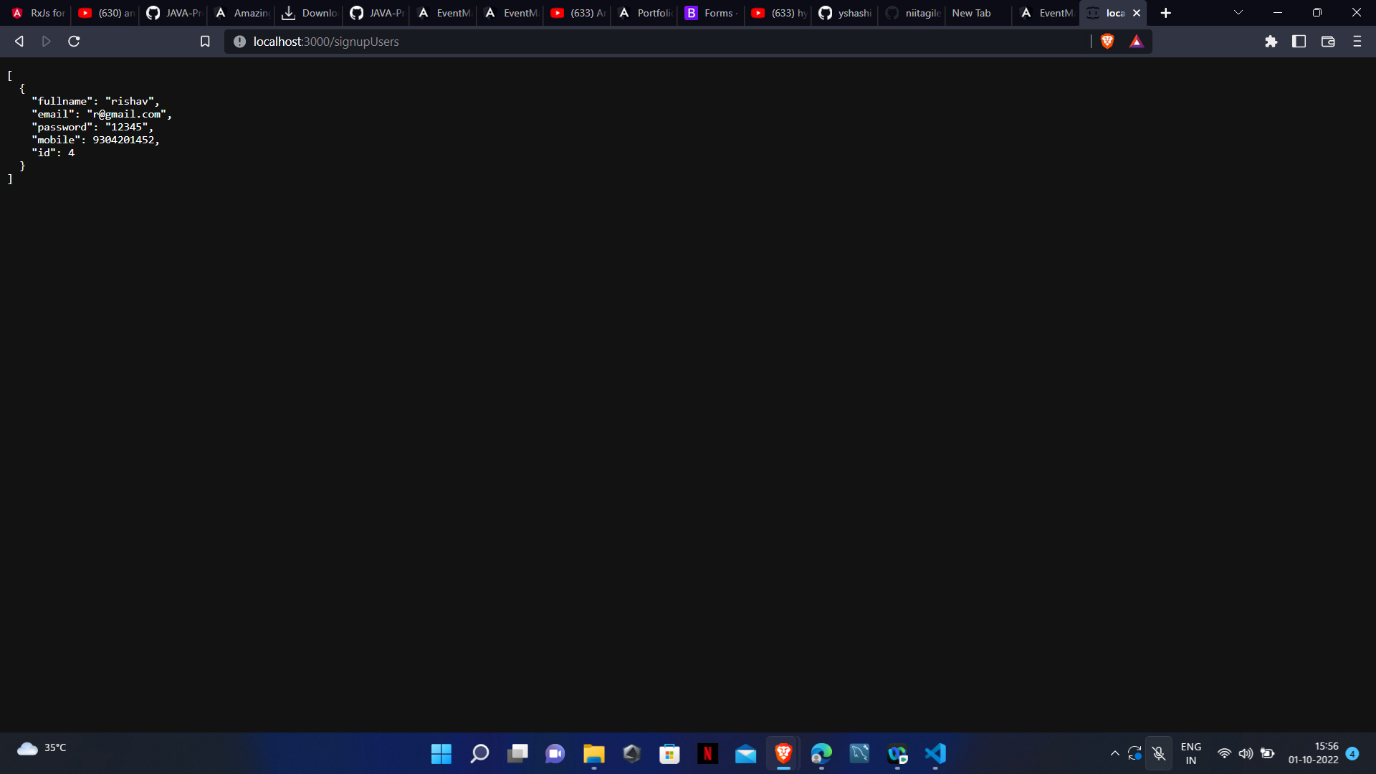 RxJs for
(630) an
JAVA-Pr
Amazin
Downlo
JAVA-Pr
EventM
EventM
(633) A
Portfoli
Forms ·
(633) hy
yshashi
niitagile
New Tab
EventM
loca
localhost:3000/signupUsers
[
{
"fullname": "rishav",
"email": "r@gmail.com",
"password": "12345",
"mobile": 9304201452,
"id": 4
}
]
35°C
ENG
IN
15:56
01-10-2022
4